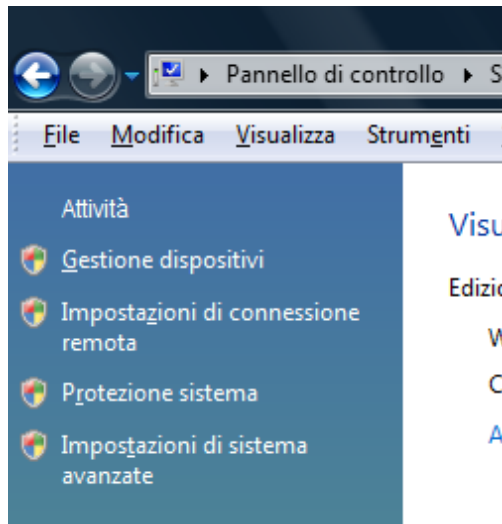 Pannello di controllo
File Modifica Visualizza Strumenti
Attività
Gestione dispositivi
Impostazioni di connessione
remota
Protezione sistema
Impostazioni di sistema
avanzate